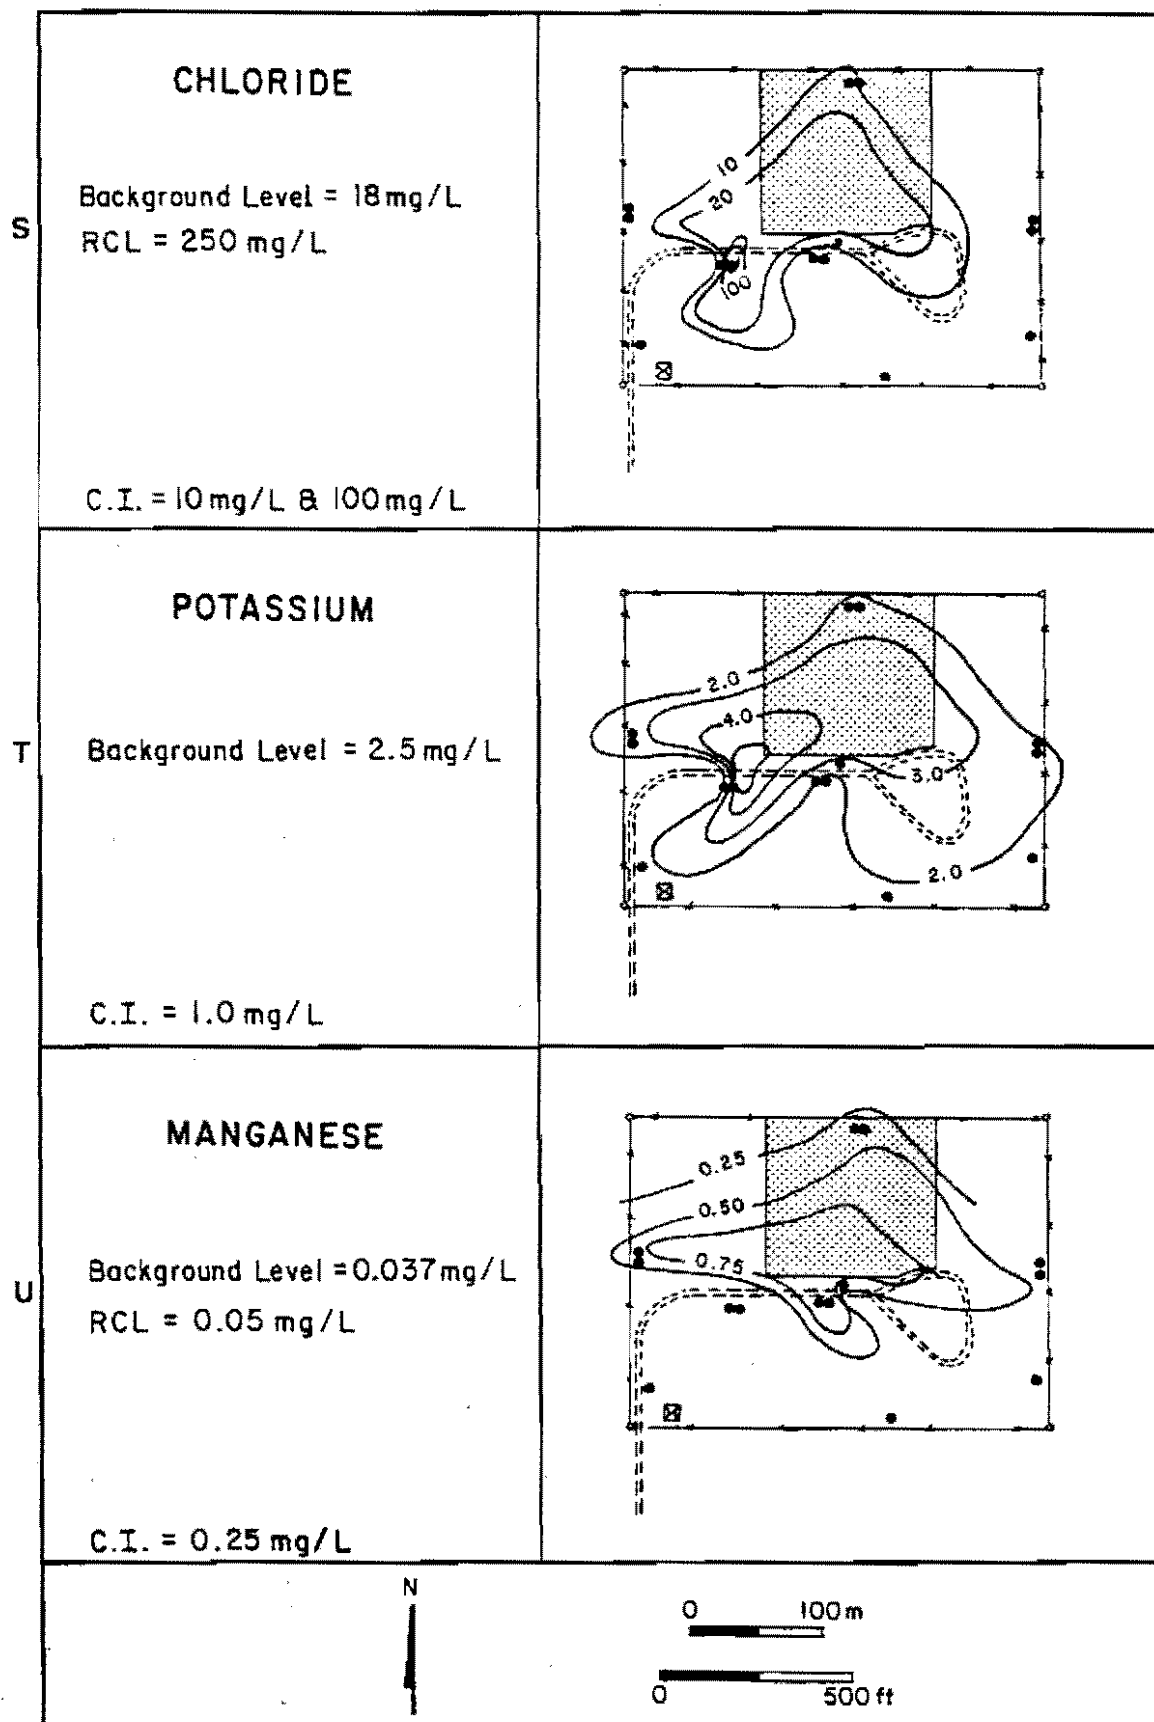 CHLORIDE
S
Background Level = 18 mg/L
RCL = 250 mg/L
C.I. = 10 mg/L & 100 mg/L
10
20
100
POTASSIUM
T
Background Level = 2.5 mg/L
C.I. = 1.0 mg/L
2.0
4.0
3.0
2.0
MANGANESE
U
Background Level = 0.037 mg/L
RCL = 0.05 mg/L
C.I. = 0.25 mg/L
0.25
0.50
0.75
N
0 100 m
0 500 ft